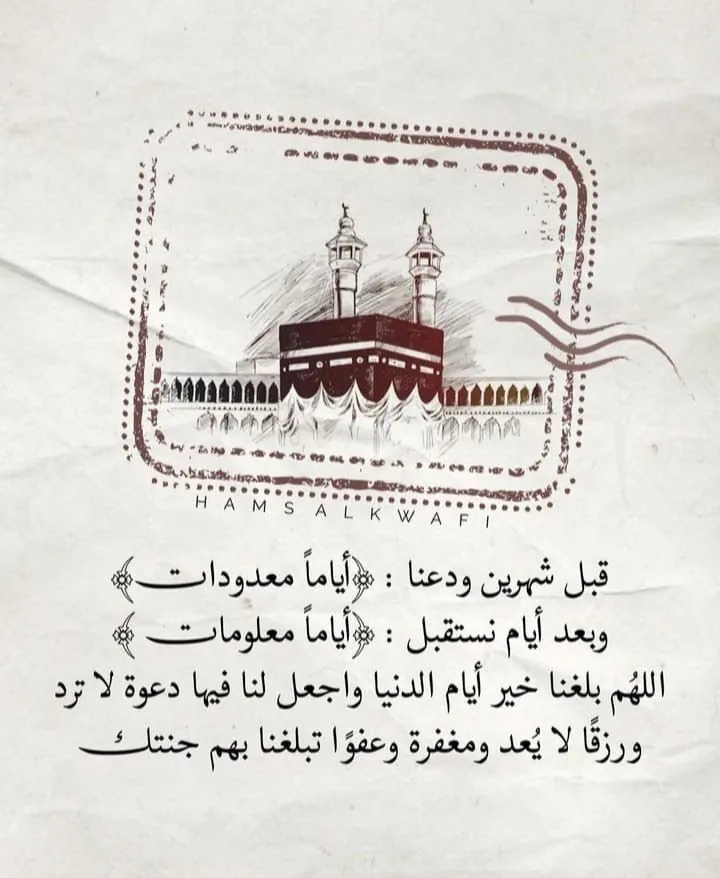 HAMSALKWAFI
قبل شهرين ودعنا : ﴿أياماً معدودات﴾
وبعد أيام نستقبل : ﴿أياماً معلومات﴾
اللهُم بلغنا خير أيام الدنيا واجعل لنا فيها دعوة لا ترد
ورزقًا لا يُعد ومغفرة وعفوًا تبلغنا بهم جنتك